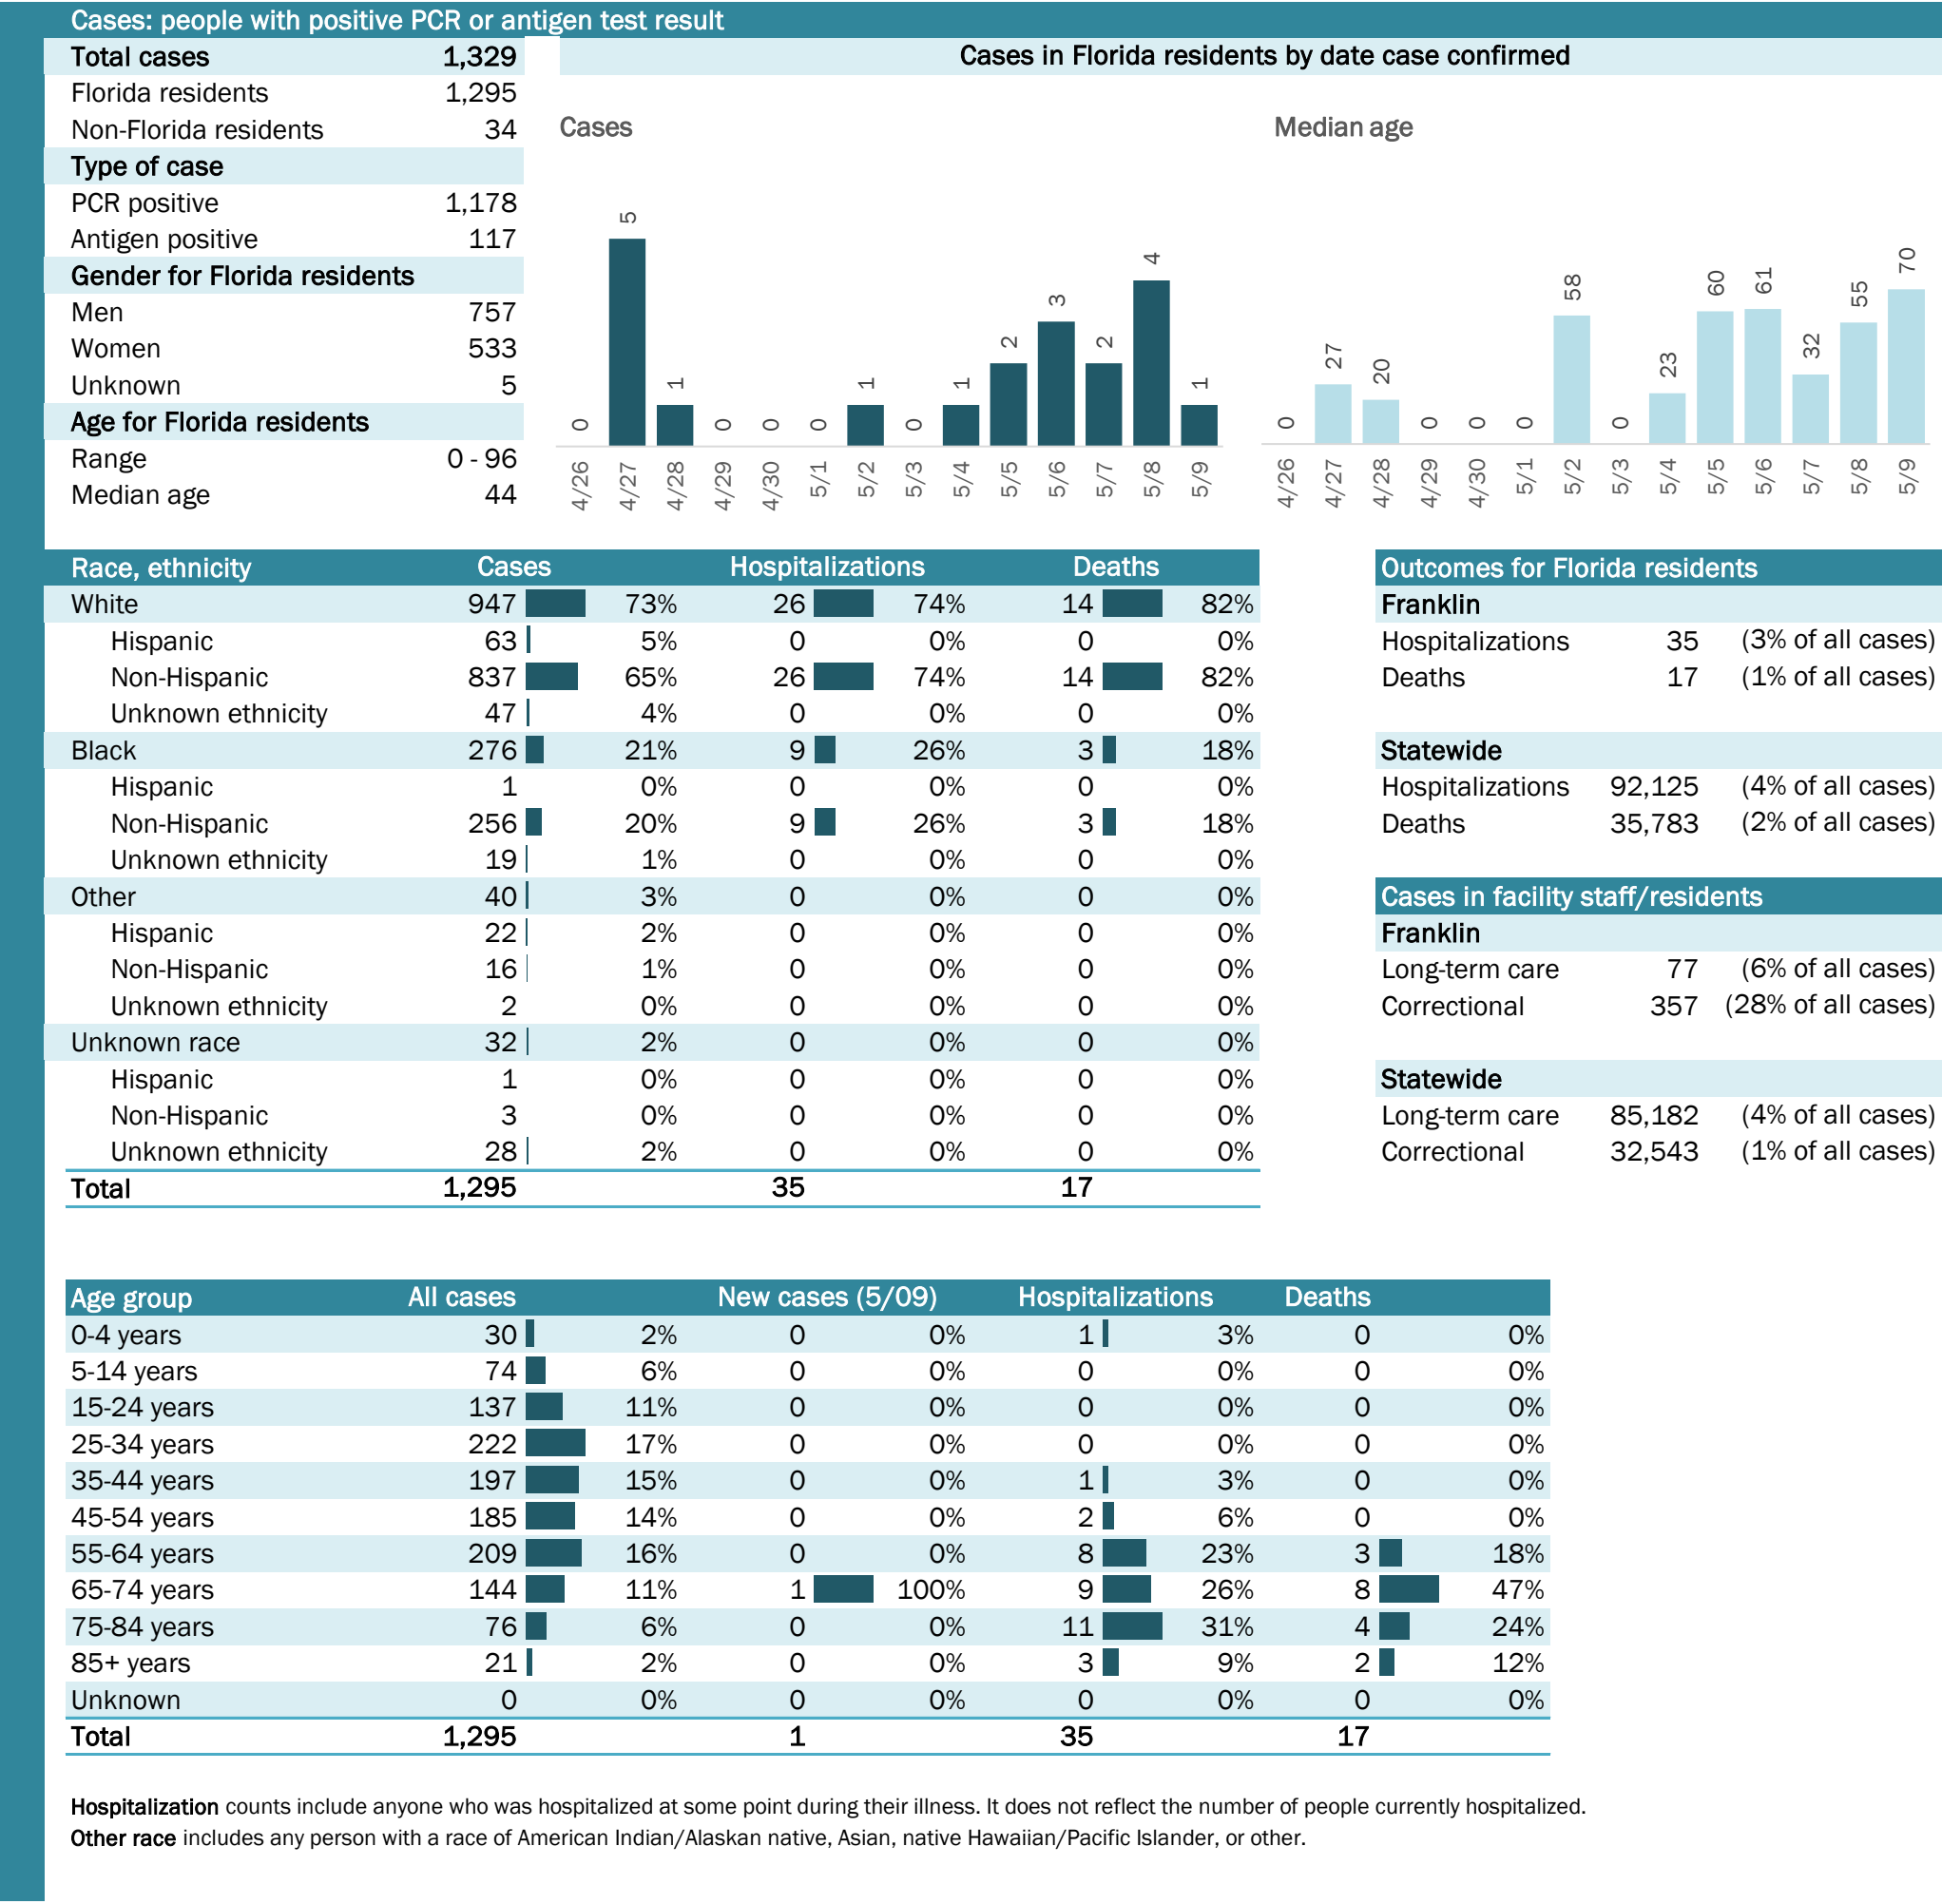 Cases: people with positive PCR or antigen test result
Total cases 1,329
Florida residents 1,295
Non-Florida residents 34
Type of case
PCR positive 1,178
Antigen positive 117
Gender for Florida residents
Men 757
Women 533
Unknown 5
Age for Florida residents
Range 0 - 96
Median age 44
Cases in Florida residents by date case confirmed
Cases
0 5 1 0 0 0 1 0 1 2 3 2 4 1
4/26 4/27 4/28 4/29 4/30 5/1 5/2 5/3 5/4 5/5 5/6 5/7 5/8 5/9
Median age
0 27 20 0 0 0 58 0 23 60 61 32 55 70
4/26 4/27 4/28 4/29 4/30 5/1 5/2 5/3 5/4 5/5 5/6 5/7 5/8 5/9
Race, ethnicity Cases Hospitalizations Deaths
White 947 73% 26 74% 14 82%
Hispanic 63 5% 0 0% 0 0%
Non-Hispanic 837 65% 26 74% 14 82%
Unknown ethnicity 47 4% 0 0% 0 0%
Black 276 21% 9 26% 3 18%
Hispanic 1 0% 0 0% 0 0%
Non-Hispanic 256 20% 9 26% 3 18%
Unknown ethnicity 19 1% 0 0% 0 0%
Other 40 3% 0 0% 0 0%
Hispanic 22 2% 0 0% 0 0%
Non-Hispanic 16 1% 0 0% 0 0%
Unknown ethnicity 2 0% 0 0% 0 0%
Unknown race 32 2% 0 0% 0 0%
Hispanic 1 0% 0 0% 0 0%
Non-Hispanic 3 0% 0 0% 0 0%
Unknown ethnicity 28 2% 0 0% 0 0%
Total 1,295 35 17
Outcomes for Florida residents
Franklin
Hospitalizations 35 (3% of all cases)
Deaths 17 (1% of all cases)
Statewide
Hospitalizations 92,125 (4% of all cases)
Deaths 35,783 (2% of all cases)
Cases in facility staff/residents
Franklin
Long-term care 77 (6% of all cases)
Correctional 357 (28% of all cases)
Statewide
Long-term care 85,182 (4% of all cases)
Correctional 32,543 (1% of all cases)
Age group All cases New cases (5/09) Hospitalizations Deaths
0-4 years 30 2% 0 0% 1 3% 0 0%
5-14 years 74 6% 0 0% 0 0% 0 0%
15-24 years 137 11% 0 0% 0 0% 0 0%
25-34 years 222 17% 0 0% 0 0% 0 0%
35-44 years 197 15% 0 0% 1 3% 0 0%
45-54 years 185 14% 0 0% 2 6% 0 0%
55-64 years 209 16% 0 0% 8 23% 3 18%
65-74 years 144 11% 1 100% 9 26% 8 47%
75-84 years 76 6% 0 0% 11 31% 4 24%
85+ years 21 2% 0 0% 3 9% 2 12%
Unknown 0 0% 0 0% 0 0% 0 0%
Total 1,295 1 35 17
Hospitalization counts include anyone who was hospitalized at some point during their illness. It does not reflect the number of people currently hospitalized.
Other race includes any person with a race of American Indian/Alaskan native, Asian, native Hawaiian/Pacific Islander, or other.